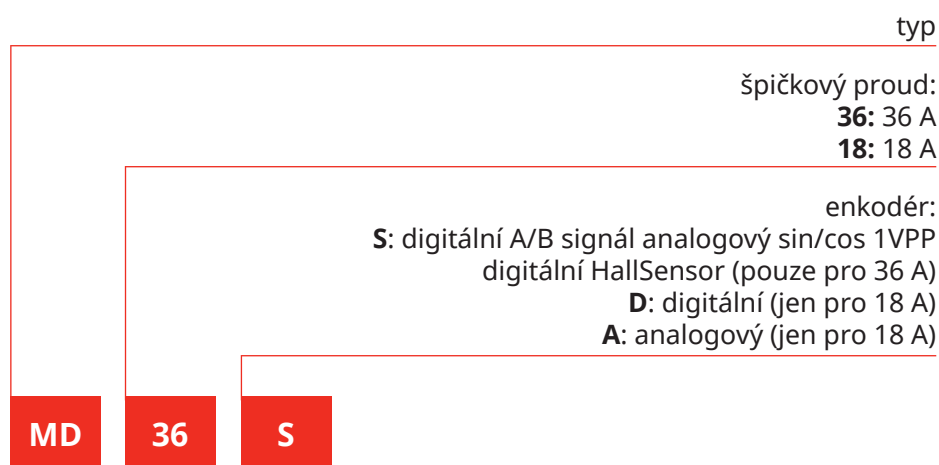 typ
špičkový proud:
36: 36 A
18: 18 A
enkodér:
S: digitální A/B signál analogový sin/cos 1VPP
digitální HallSensor (pouze pro 36 A)
D: digitální (jen pro 18 A)
A: analogový (jen pro 18 A)
MD 36 S